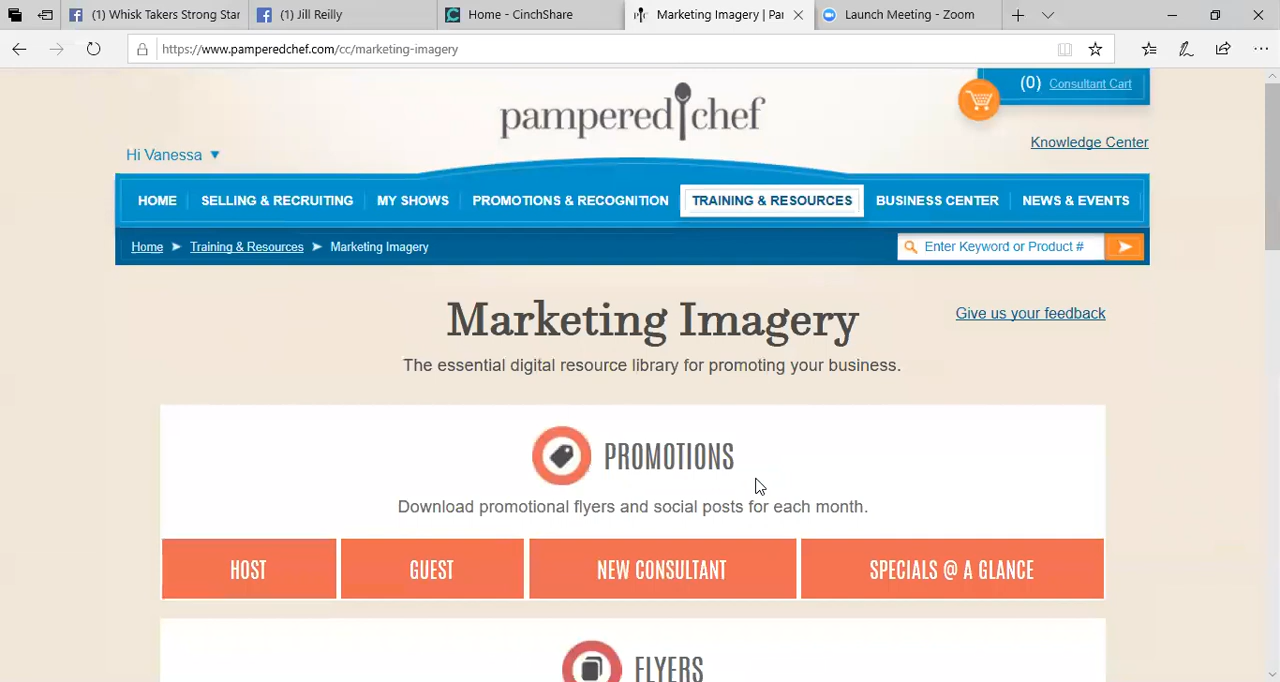 (1) Whisk Takers Strong Star
(1) Jill Reilly
Home - CinchShare
Marketing Imagery | Pa
Launch Meeting - Zoom
https://www.pamperedchef.com/cc/marketing-imagery
pampered chef
(0) Consultant Cart
Hi Vanessa
Knowledge Center
HOME
SELLING & RECRUITING
MY SHOWS
PROMOTIONS & RECOGNITION
TRAINING & RESOURCES
BUSINESS CENTER
NEWS & EVENTS
Home
Training & Resources
Marketing Imagery
Enter Keyword or Product #
Marketing Imagery
Give us your feedback
The essential digital resource library for promoting your business.
PROMOTIONS
Download promotional flyers and social posts for each month.
HOST
GUEST
NEW CONSULTANT
SPECIALS @ A GLANCE
FLYERS